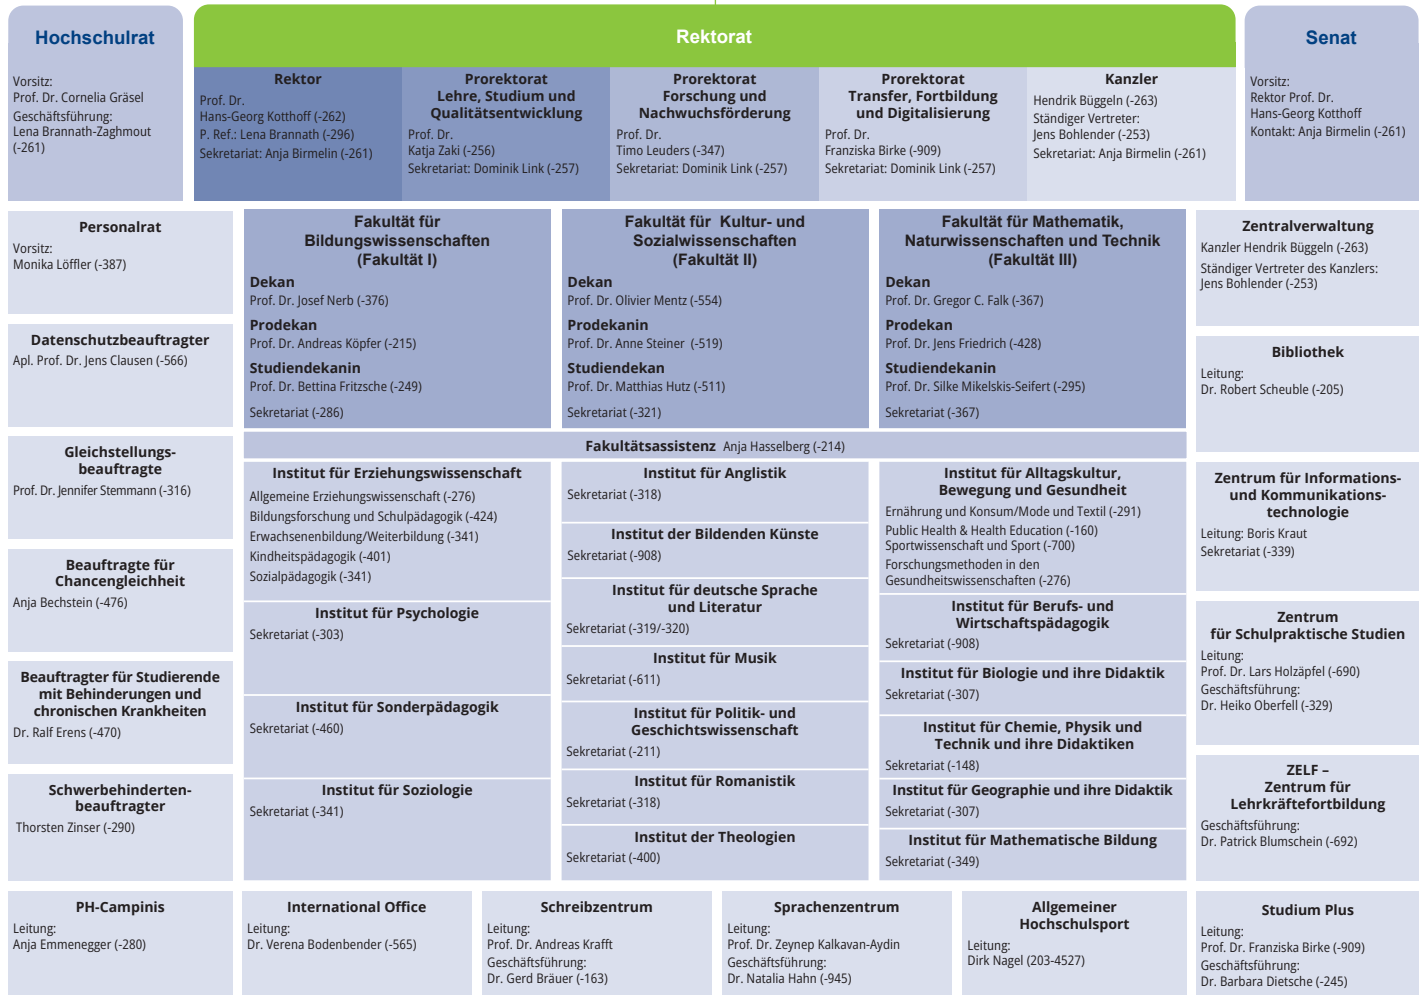 Hochschulrat
Vorsitz:
Prof. Dr. Cornelia Gräsel
Geschäftsführung:
Lena Brannath-Zaghmout
(-261)
Rektorat
Rektor
Prof. Dr.
Hans-Georg Kotthoff (-262)
P. Ref.: Lena Brannath (-296)
Sekretariat: Anja Birmelin (-261)
Prorektorat
Lehre, Studium und
Qualitätsentwicklung
Prof. Dr.
Katja Zaki (-256)
Sekretariat: Dominik Link (-257)
Prorektorat
Forschung und
Nachwuchsförderung
Prof. Dr.
Timo Leuders (-347)
Sekretariat: Dominik Link (-257)
Prorektorat
Transfer, Fortbildung
und Digitalisierung
Prof. Dr.
Franziska Birke (-909)
Sekretariat: Dominik Link (-257)
Kanzler
Hendrik Büggeln (-263)
Ständiger Vertreter:
Jens Bohlender (-253)
Sekretariat: Anja Birmelin (-261)
Senat
Vorsitz:
Rektor Prof. Dr.
Hans-Georg Kotthoff
Kontakt: Anja Birmelin (-261)
Personalrat
Vorsitz:
Monika Löffler (-387)
Datenschutzbeauftragter
Apl. Prof. Dr. Jens Clausen (-566)
Gleichstellungs-
beauftragte
Prof. Dr. Jennifer Stemmann (-316)
Beauftragte für
Chancengleichheit
Anja Bechstein (-476)
Beauftragter für Studierende
mit Behinderungen und
chronischen Krankheiten
Dr. Ralf Erens (-470)
Schwerbehinderten-
beauftragter
Thorsten Zinser (-290)
Fakultät für
Bildungswissenschaften
(Fakultät I)
Dekan
Prof. Dr. Josef Nerb (-376)
Prodekan
Prof. Dr. Andreas Köpfer (-215)
Studiendekanin
Prof. Dr. Bettina Fritzsche (-249)
Sekretariat (-286)
Fakultät für Kultur- und
Sozialwissenschaften
(Fakultät II)
Dekan
Prof. Dr. Olivier Mentz (-554)
Prodekanin
Prof. Dr. Anne Steiner (-519)
Studiendekan
Prof. Dr. Matthias Hutz (-511)
Sekretariat (-321)
Fakultät für Mathematik,
Naturwissenschaften und Technik
(Fakultät III)
Dekan
Prof. Dr. Gregor C. Falk (-367)
Prodekan
Prof. Dr. Jens Friedrich (-428)
Studiendekanin
Prof. Dr. Silke Mikelskis-Seifert (-295)
Sekretariat (-367)
Fakultätsassistenz Anja Hasselberg (-214)
Institut für Erziehungswissenschaft
Allgemeine Erziehungswissenschaft (-276)
Bildungsforschung und Schulpädagogik (-424)
Erwachsenenbildung/Weiterbildung (-341)
Kindheitspädagogik (-401)
Sozialpädagogik (-341)
Institut für Psychologie
Sekretariat (-303)
Institut für Sonderpädagogik
Sekretariat (-460)
Institut für Soziologie
Sekretariat (-341)
Institut für Anglistik
Sekretariat (-318)
Institut der Bildenden Künste
Sekretariat (-908)
Institut für deutsche Sprache
und Literatur
Sekretariat (-319/-320)
Institut für Musik
Sekretariat (-611)
Institut für Politik- und
Geschichtswissenschaft
Sekretariat (-211)
Institut für Romanistik
Sekretariat (-318)
Institut der Theologien
Sekretariat (-400)
Institut für Alltagskultur,
Bewegung und Gesundheit
Ernährung und Konsum/Mode und Textil (-291)
Public Health & Health Education (-160)
Sportwissenschaft und Sport (-700)
Forschungsmethoden in den
Gesundheitswissenschaften (-276)
Institut für Berufs- und
Wirtschaftspädagogik
Sekretariat (-908)
Institut für Biologie und ihre Didaktik
Sekretariat (-307)
Institut für Chemie, Physik und
Technik und ihre Didaktiken
Sekretariat (-148)
Institut für Geographie und ihre Didaktik
Sekretariat (-307)
Institut für Mathematische Bildung
Sekretariat (-349)
Zentralverwaltung
Kanzler Hendrik Büggeln (-263)
Ständiger Vertreter des Kanzlers:
Jens Bohlender (-253)
Bibliothek
Leitung:
Dr. Robert Scheuble (-205)
Zentrum für Informations-
und Kommunikations-
technologie
Leitung: Boris Kraut
Sekretariat (-339)
Zentrum
für Schulpraktische Studien
Leitung:
Prof. Dr. Lars Holzäpfel (-690)
Geschäftsführung:
Dr. Heiko Oberfell (-329)
ZELF –
Zentrum für
Lehrkräftefortbildung
Geschäftsführung:
Dr. Patrick Blumschein (-692)
PH-Campinis
Leitung:
Anja Emmenegger (-280)
International Office
Leitung:
Dr. Verena Bodenbender (-565)
Schreibzentrum
Leitung:
Prof. Dr. Andreas Krafft
Geschäftsführung:
Dr. Gerd Bräuer (-163)
Sprachenzentrum
Leitung:
Prof. Dr. Zeynep Kalkavan-Aydin
Geschäftsführung:
Dr. Natalia Hahn (-945)
Allgemeiner
Hochschulsport
Leitung:
Dirk Nagel (203-4527)
Studium Plus
Leitung:
Prof. Dr. Franziska Birke (-909)
Geschäftsführung:
Dr. Barbara Dietsche (-245)